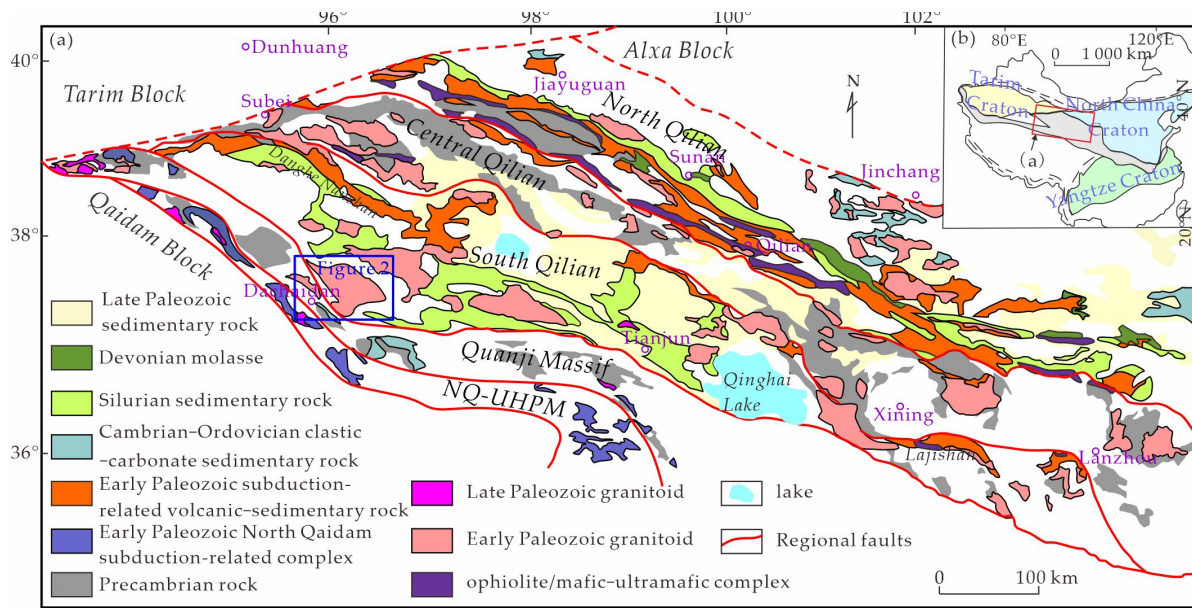 96°
98°
100°
102°
(a)
Dunhuang
Alxa Block
(b)
80°E
120°E
0 1 000 km
40°
Jiayuguan
Tarim Block
Subei
N
North Qilian
Tarim
Craton
North China
Craton
40°N
Central Qilian
Sunan
(a)
Jinchang
Yangtze Craton
20°N
Danghe Nanshan
Qaidam Block
38°
Qilian
South Qilian
Figure 2
Dachaidan
Tianjun
Quanji Massif
Qinghai
Lake
NQ-UHPM
Xining
36°
Lajishan
Lanzhou
Late Paleozoic
sedimentary rock
Devonian molasse
Silurian sedimentary rock
Cambrian–Ordovician clastic
–carbonate sedimentary rock
Early Paleozoic subduction-
related volcanic–sedimentary rock
Early Paleozoic North Qaidam
subduction-related complex
Precambrian rock
Late Paleozoic granitoid
Early Paleozoic granitoid
ophiolite/mafic–ultramafic complex
lake
Regional faults
0 100 km